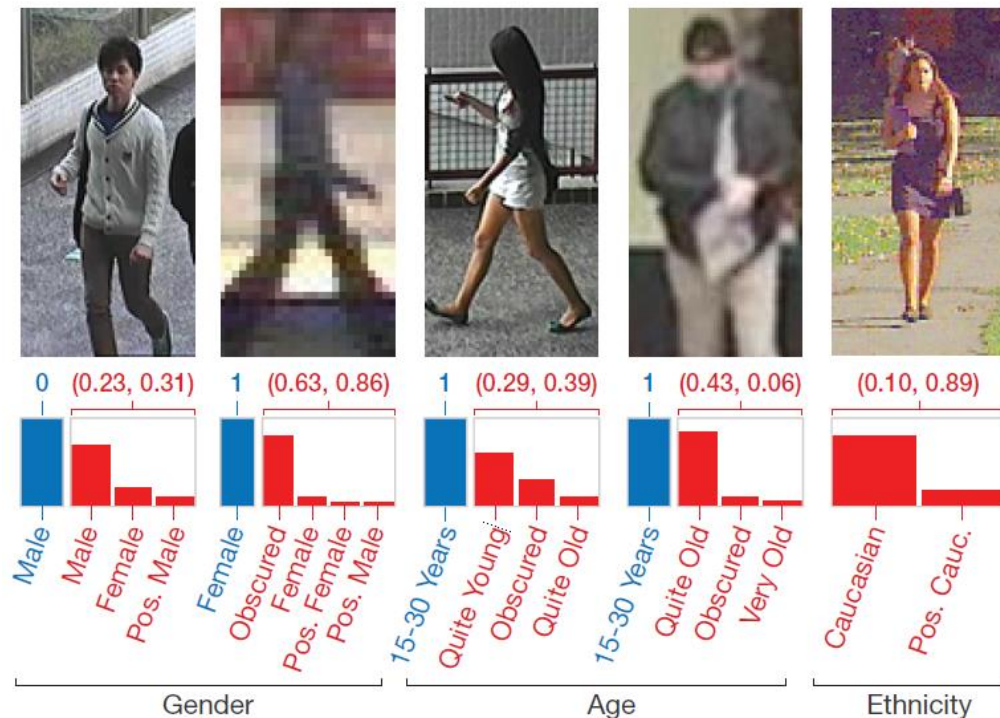 0 (0.23, 0.31) 1 (0.63, 0.86) 1 (0.29, 0.39) 1 (0.43, 0.06) (0.10, 0.89)
Male
Male
Female
Pos. Male
Female
Obscured
Female
Pos. Female
Pos. Male
15-30 Years
Quite Young
Obscured
Quite Old
15-30 Years
Quite Old
Obscured
Very Old
Caucasian
Pos. Cauc.
Gender Age Ethnicity